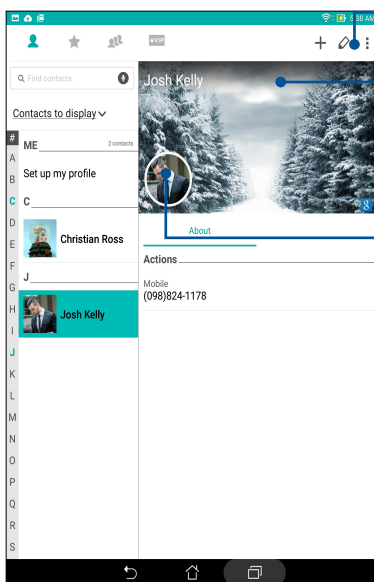 5:38 AM
VIP
Find contacts
Josh Kelly
Contacts to display
#
ME
2 contacts
A
Set up my profile
B
C
C
D
Christian Ross
E
F
J
G
H
Josh Kelly
I
J
K
L
M
N
O
P
Q
R
S
8
About
Actions
Mobile
(098)824-1178